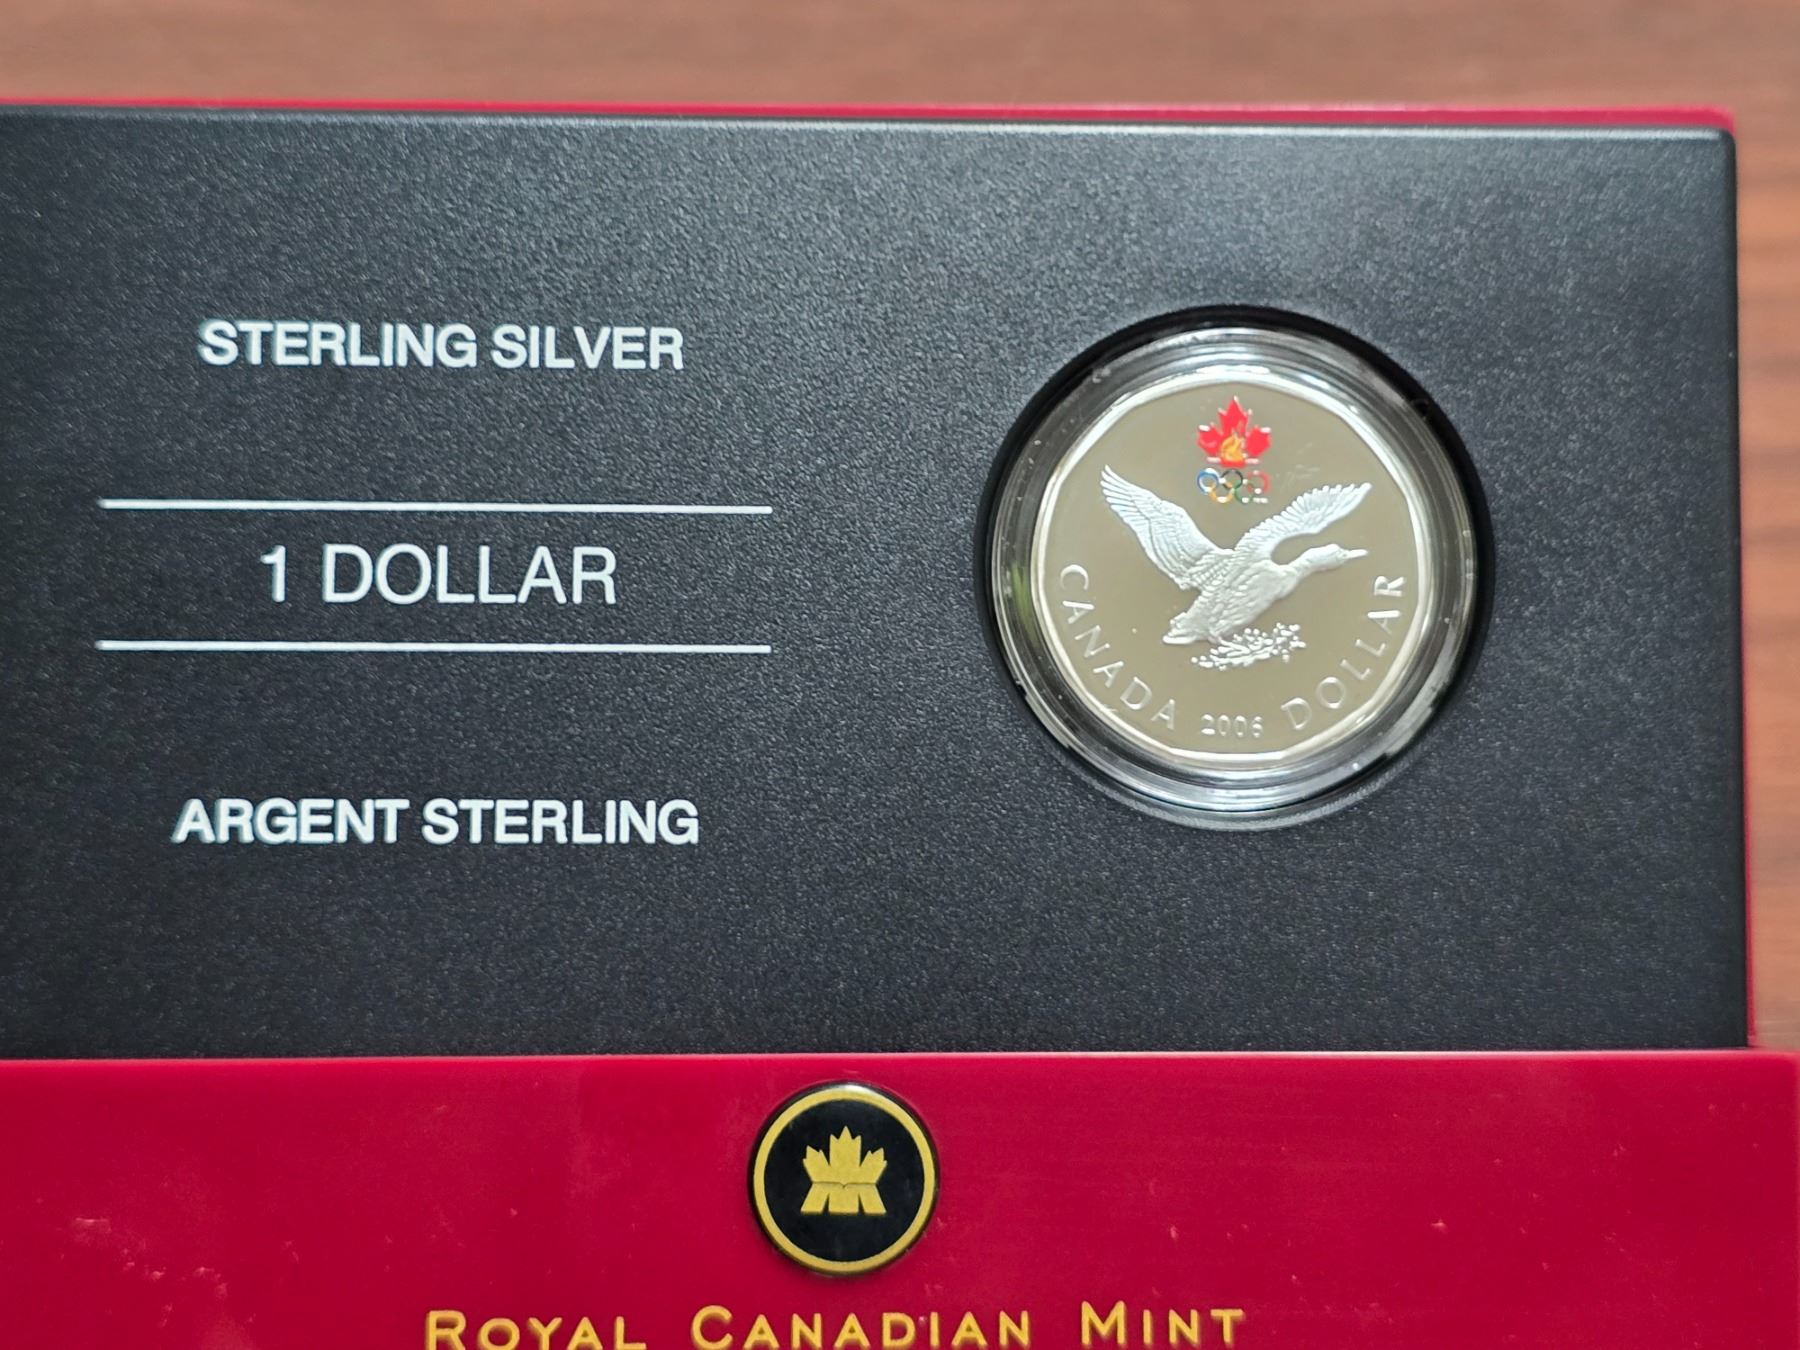 STERLING SILVER
1 DOLLAR
ARGENT STERLING
CANADA 2006 DOLLAR
ROYAL CANADIAN MINT